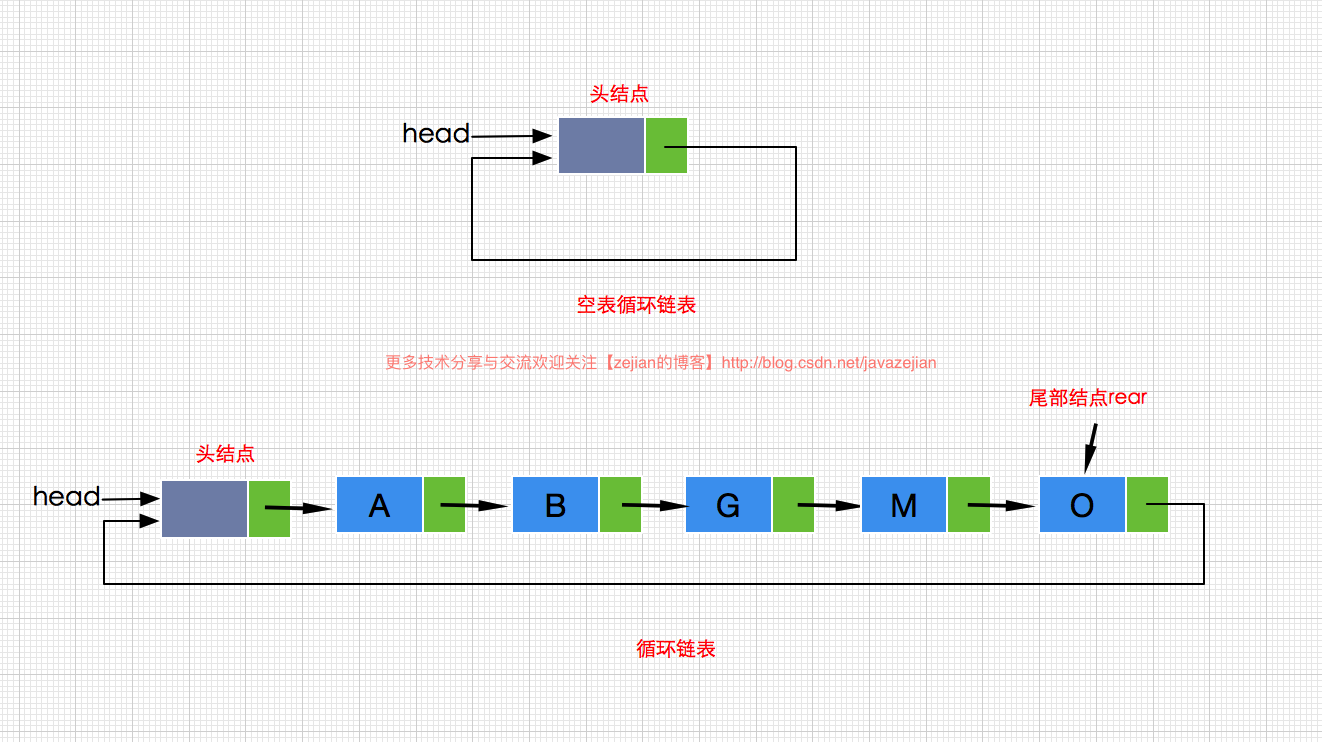 头结点
head
空表循环链表
更多技术分享与交流欢迎关注【zejian的博客】http://blog.csdn.net/javazejian
尾部结点rear
头结点
head
A B G M O
循环链表